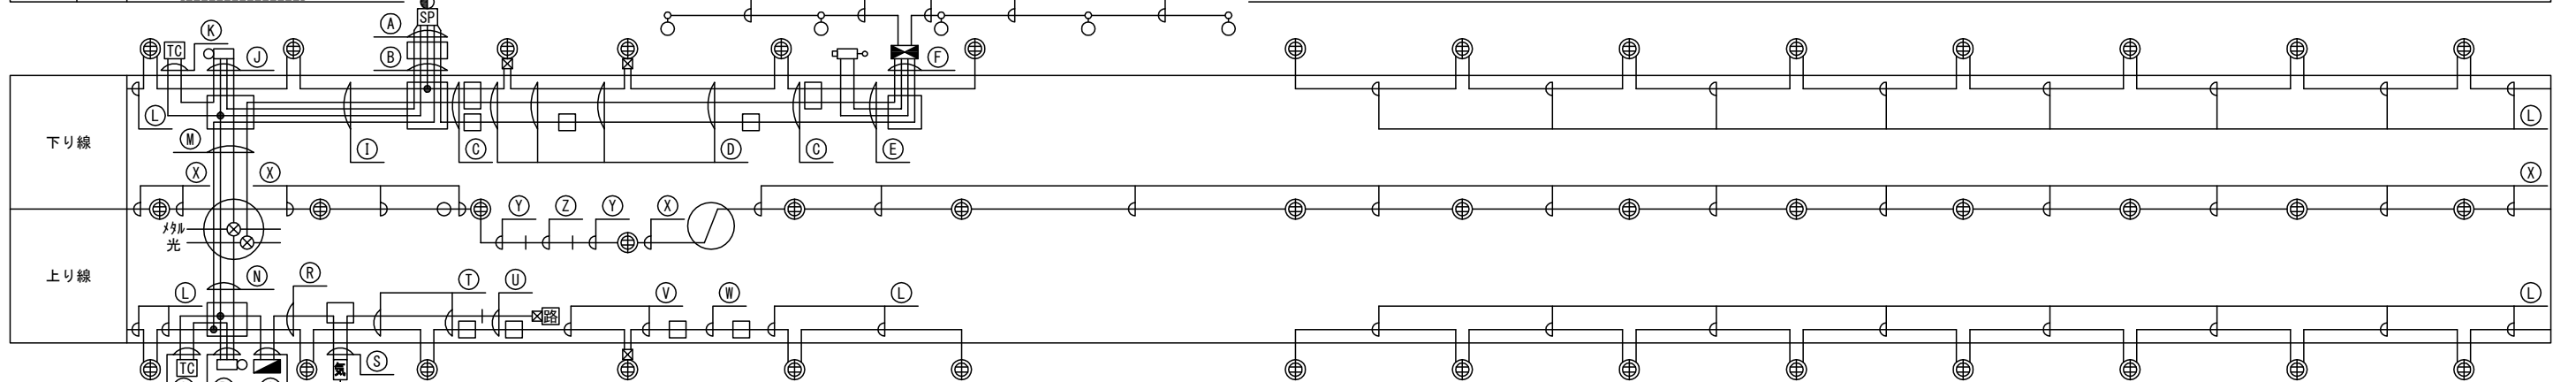 SP
Ⓐ
Ⓚ
TC Ⓙ Ⓑ Ⓕ
Ⓛ Ⓛ
下り線 Ⓜ Ⓘ Ⓒ Ⓓ Ⓒ Ⓔ
Ⓧ Ⓧ Ⓧ
Ⓨ Ⓩ Ⓨ Ⓧ
ﾒﾀﾙ
光
上り線 Ⓝ Ⓡ Ⓣ Ⓤ
Ⓛ Ⓥ Ⓦ Ⓛ Ⓛ
路
TC 気 Ⓢ